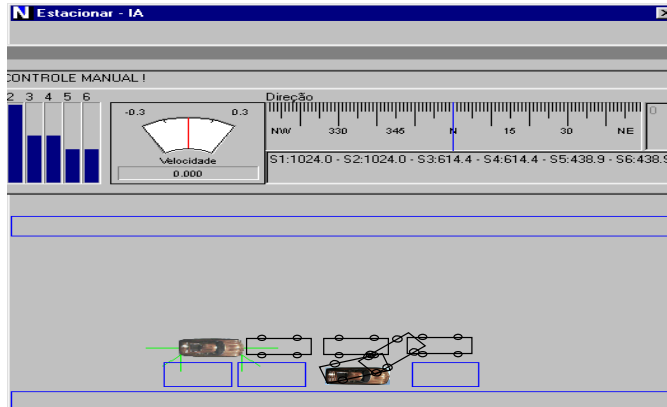 N Estacionar - IA
CONTROLE MANUAL !
2 3 4 5 6
-0.3 0.3
Velocidade
0.000
Direção
NW 330 345 N 15 30 NE
0
S1:1024.0 - S2:1024.0 - S3:614.4 - S4:614.4 - S5:438.9 - S6:438.9